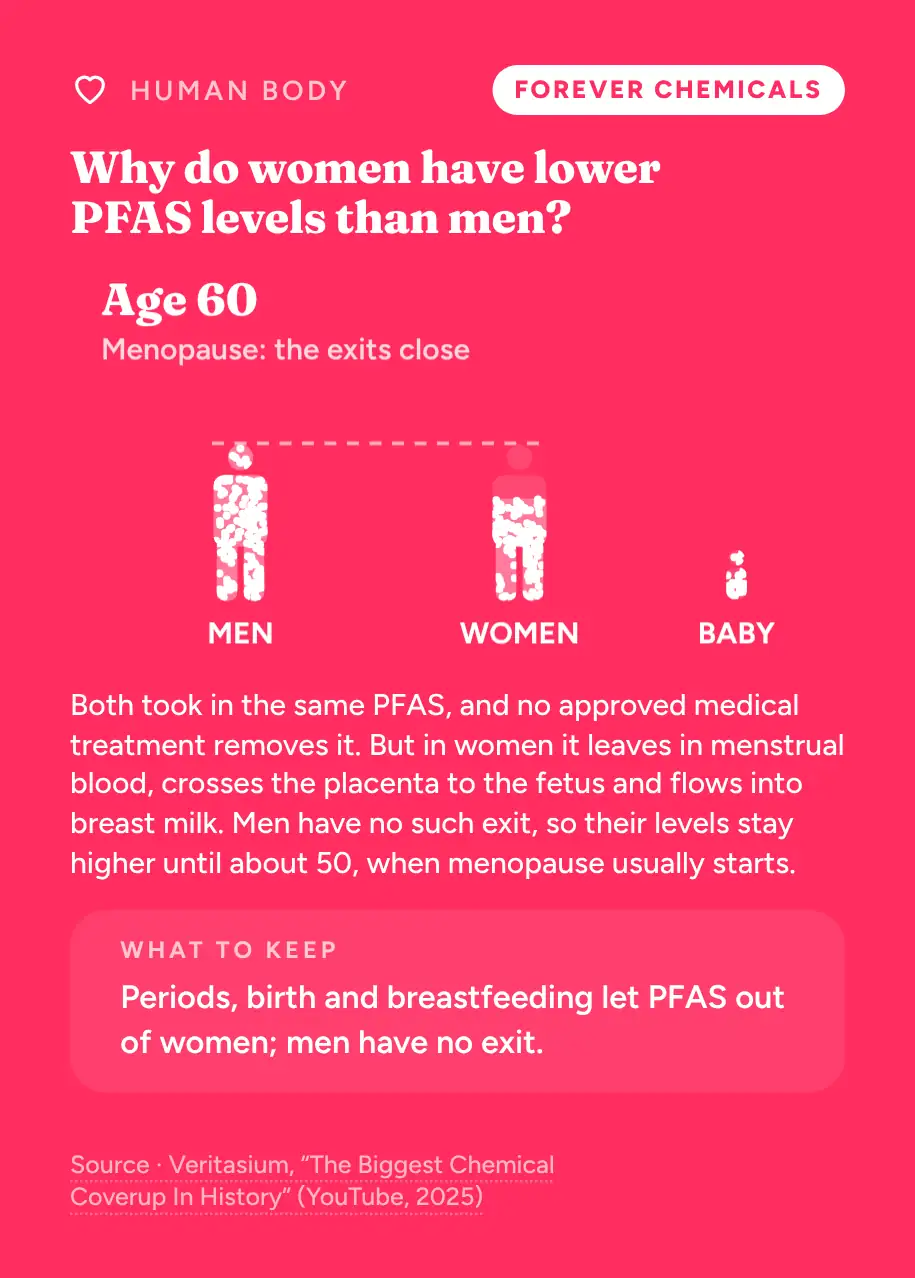 HUMAN BODY
FOREVER CHEMICALS
Why do women have lower
PFAS levels than men?
Age 60
Menopause: the exits close
MEN
WOMEN
BABY
Both took in the same PFAS, and no approved medical
treatment removes it. But in women it leaves in menstrual
blood, crosses the placenta to the fetus and flows into
breast milk. Men have no such exit, so their levels stay
higher until about 50, when menopause usually starts.
WHAT TO KEEP
Periods, birth and breastfeeding let PFAS out
of women; men have no exit.
Source · Veritasium, “The Biggest Chemical
Coverup In History” (YouTube, 2025)